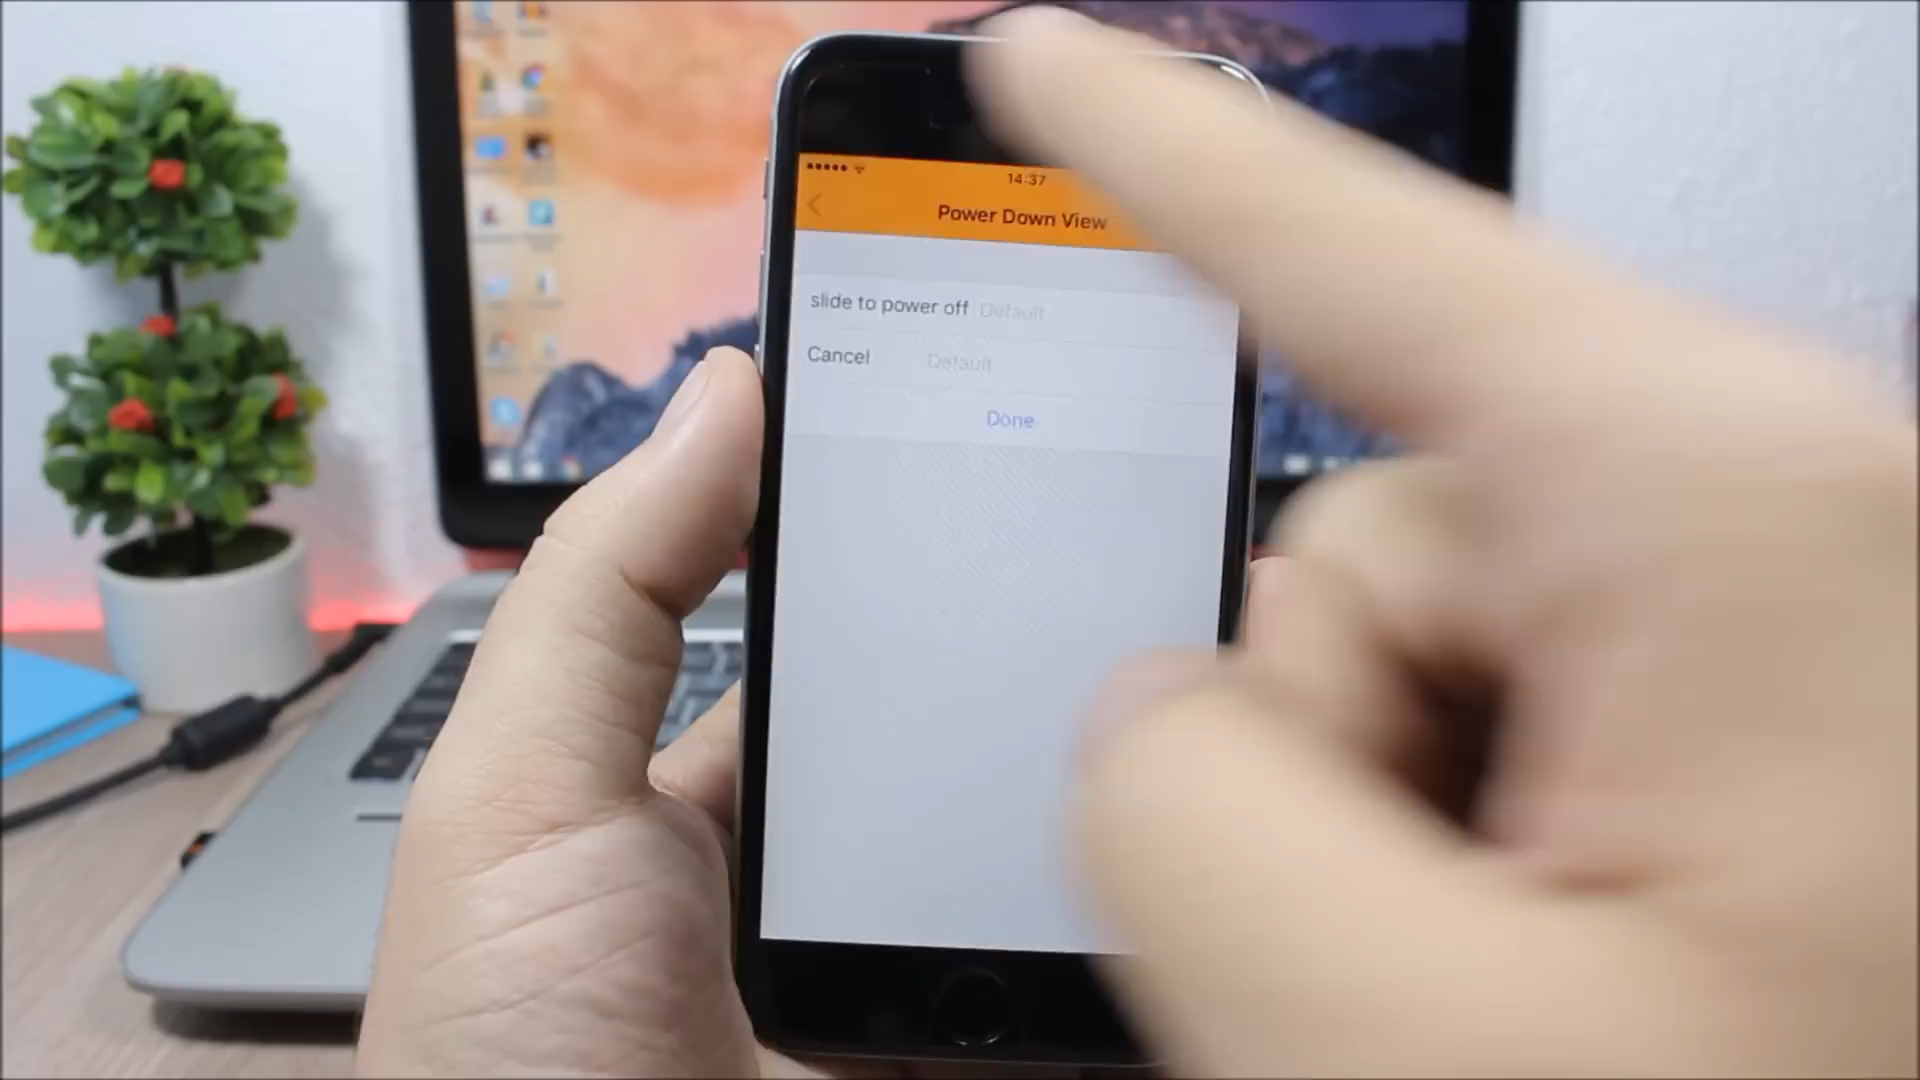 14:37
Power Down View
slide to power off Default
Cancel Default
Done